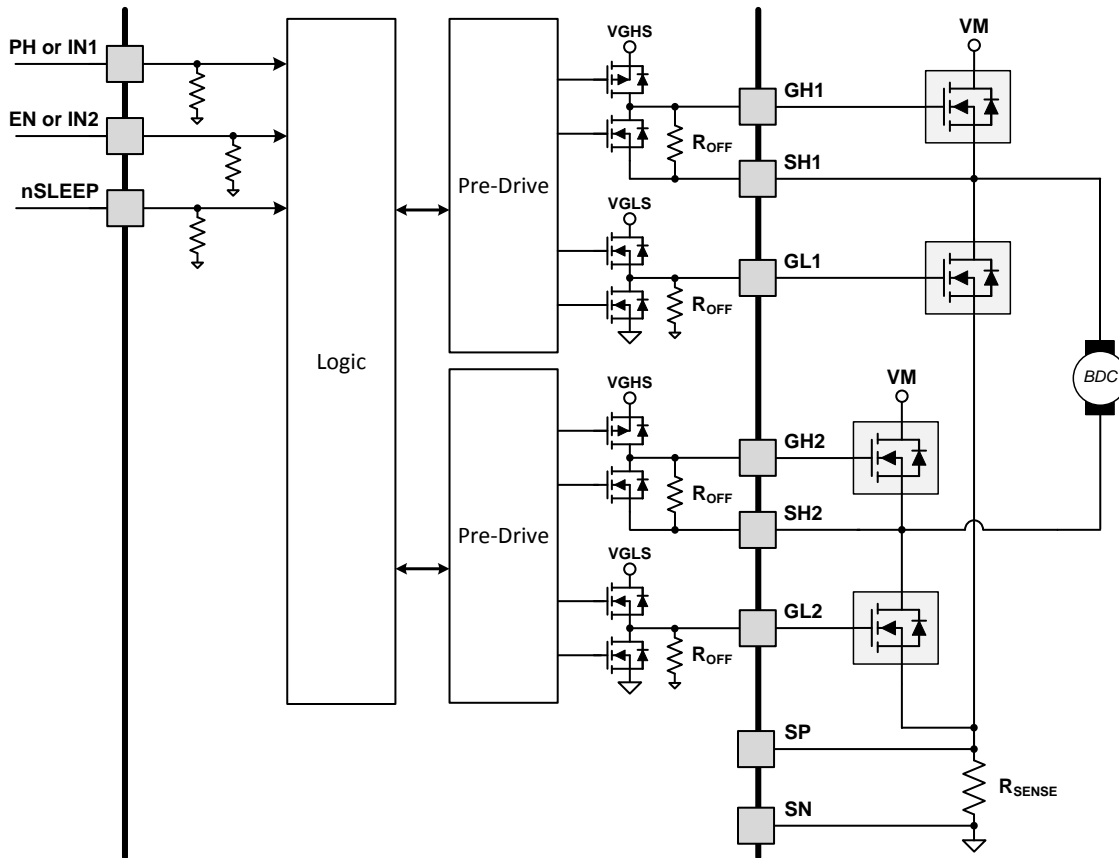 PH or IN1
EN or IN2
nSLEEP
Logic
Pre-Drive
VGHS
ROFF
VGLS
ROFF
GH1
SH1
GL1
VM
BDC
Pre-Drive
VGHS
ROFF
VGLS
ROFF
GH2
SH2
GL2
VM
SP
SN
RSENSE